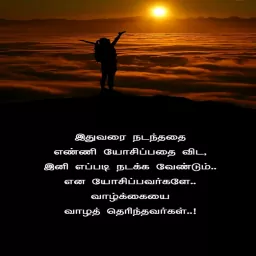 இதுவரை நடந்ததை
எண்ணி யோசிப்பதை விட,
இனி எப்படி நடக்க வேண்டும்..
என யோசிப்பவர்களே..
வாழ்க்கையை
வாழத் தெரிந்தவர்கள்..!